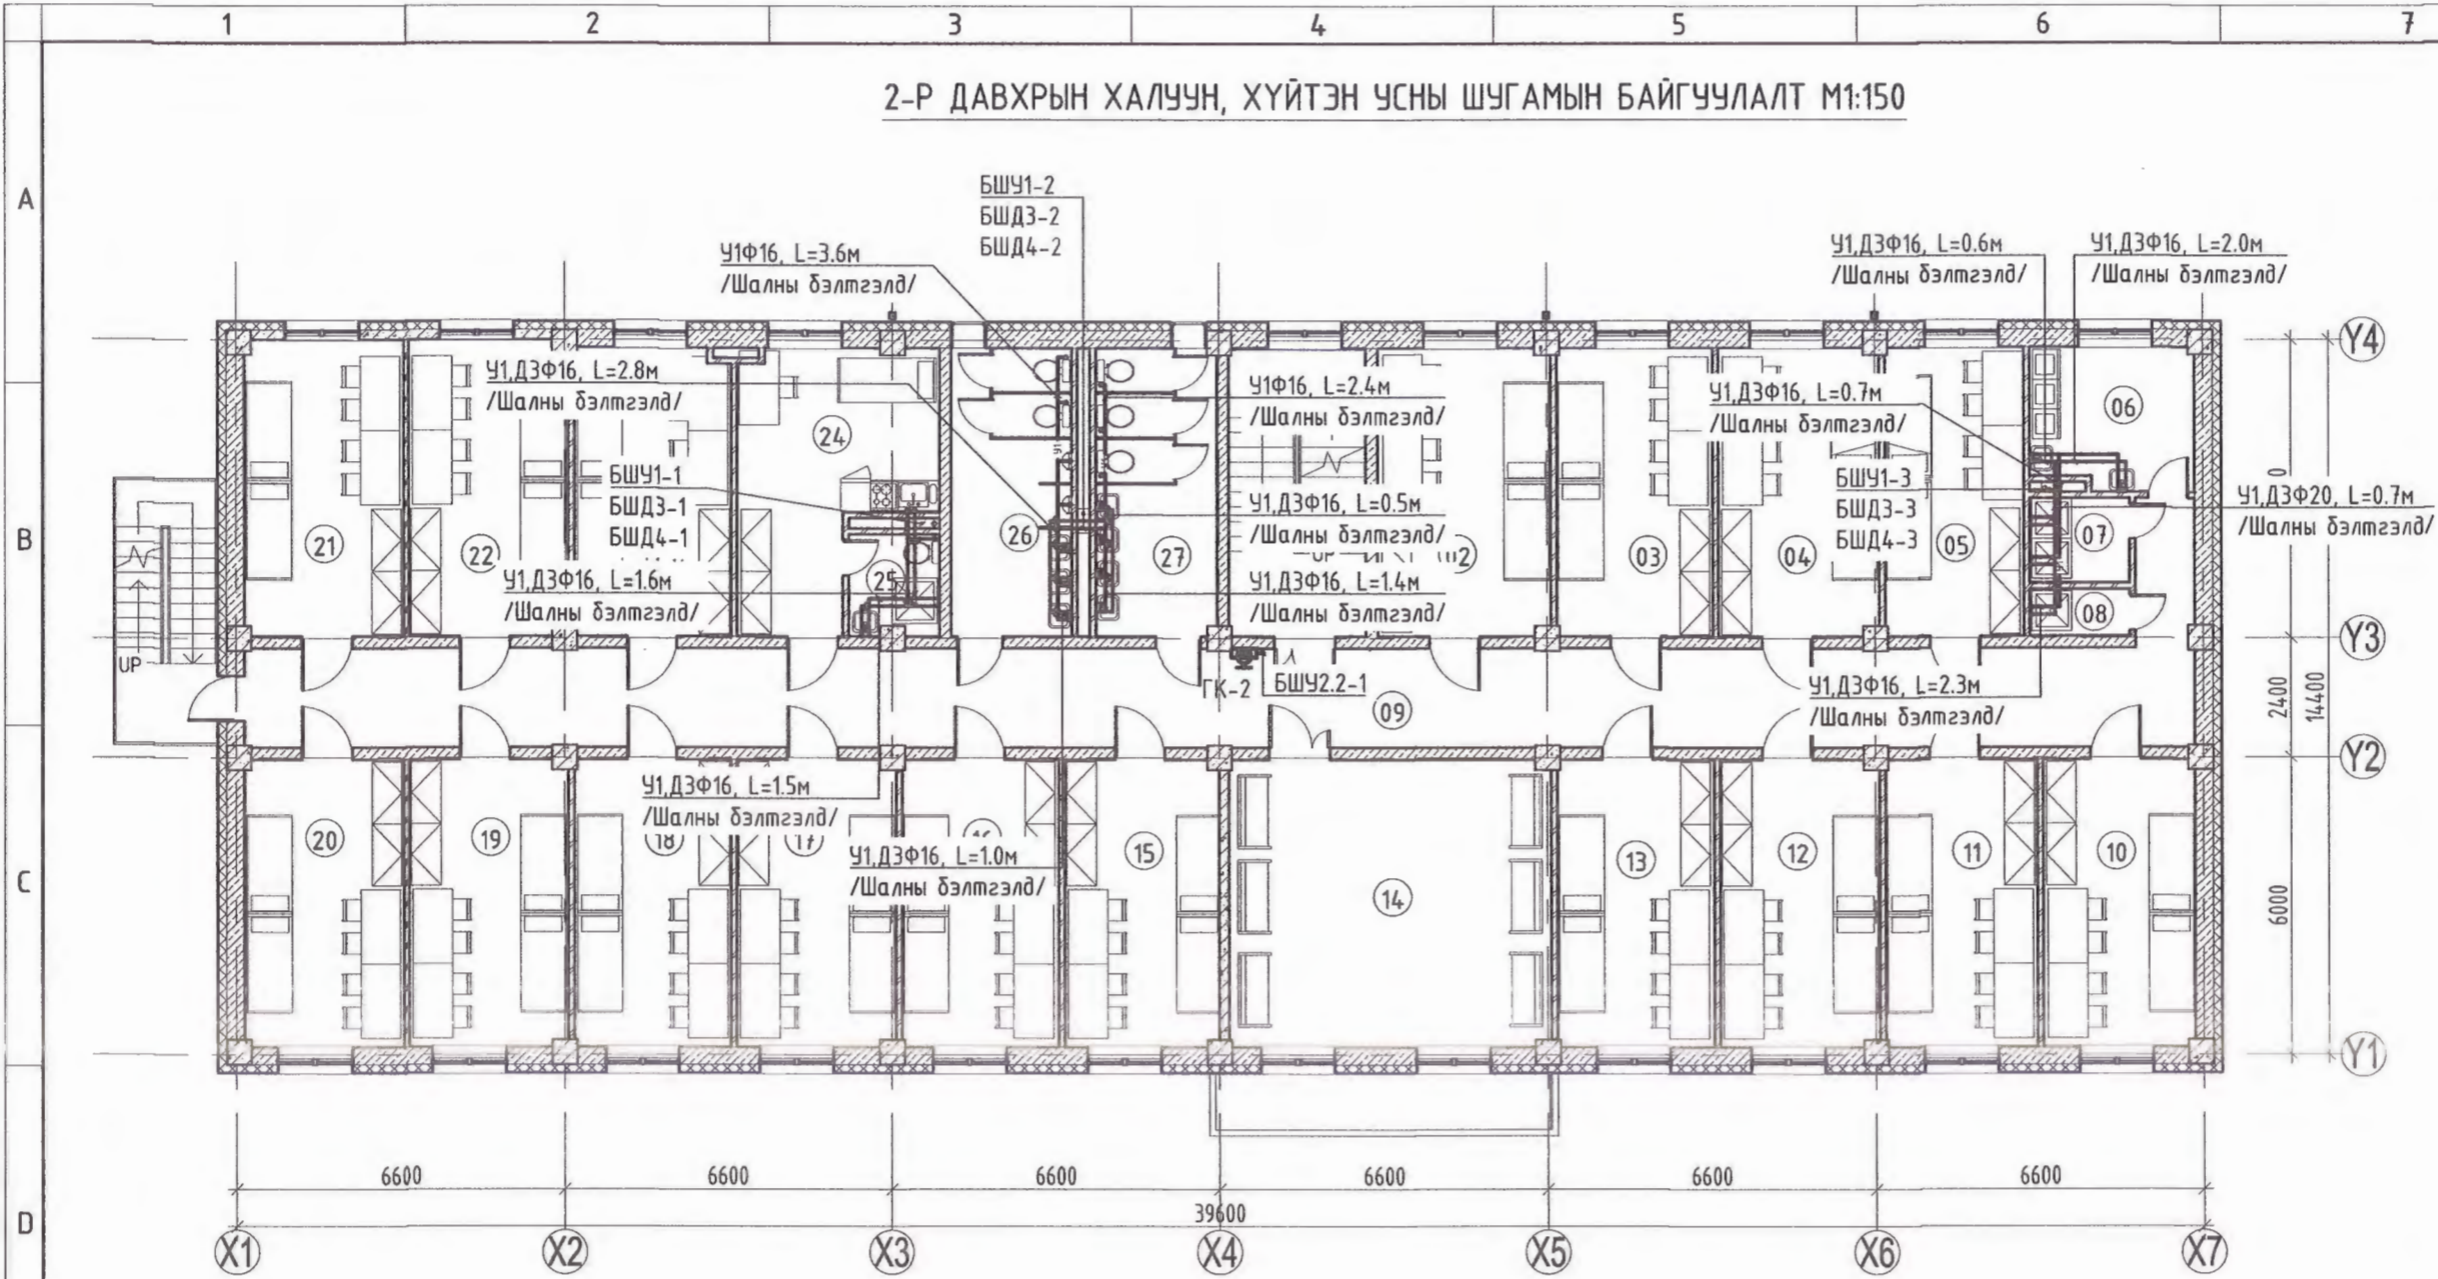 1 2 3 4 5 6 7
2-Р ДАВХРЫН ХАЛУУН, ХҮЙТЭН УСНЫ ШУГАМЫН БАЙГУУЛАЛТ М1:150
A
БШУ1-2
БШД3-2
БШД4-2
У1Ф16, L=3.6м
/Шалны бэлтгэлд/
У1,Д3Ф16, L=0.6м
/Шалны бэлтгэлд/
У1,Д3Ф16, L=2.0м
/Шалны бэлтгэлд/
Y4
У1,Д3Ф16, L=2.8м
/Шалны бэлтгэлд/
У1Ф16, L=2.4м
/Шалны бэлтгэлд/
У1,Д3Ф16, L=0.7м
/Шалны бэлтгэлд/
06
24
БШУ1-1
БШД3-1
БШД4-1
У1
У1,Д3Ф16, L=0.5м
/Шалны бэлтгэлд/
БШУ1-3
БШД3-3
БШД4-3
0
У1,Д3Ф20, L=0.7м
/Шалны бэлтгэлд/
B
21
22
26
27
03
04
05
07
У1,Д3Ф16, L=1.6м
/Шалны бэлтгэлд/
25
У1,Д3Ф16, L=1.4м
/Шалны бэлтгэлд/
08
Y3
UP
ГК-2
БШУ2.2-1
09
У1,Д3Ф16, L=2.3м
/Шалны бэлтгэлд/
2400
14400
Y2
У1,Д3Ф16, L=1.5м
/Шалны бэлтгэлд/
20
19
18
17
16
15
14
13
12
11
10
У1,Д3Ф16, L=1.0м
/Шалны бэлтгэлд/
C
6000
Y1
6600 6600 6600 6600 6600 6600
39600
D
X1 X2 X3 X4 X5 X6 X7